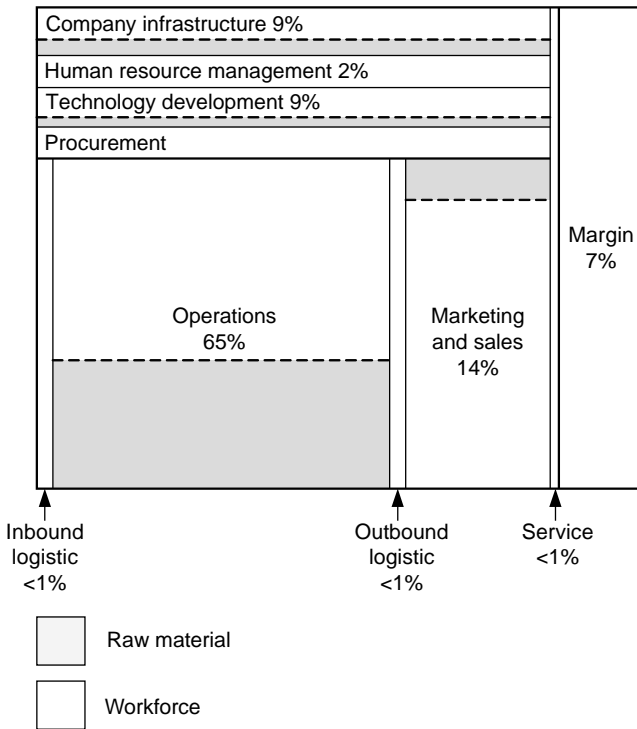 Company infrastructure 9%
Human resource management 2%
Technology development 9%
Procurement
Margin
7%
Operations
65%
Marketing
and sales
14%
Inbound
logistic
<1%
Outbound
logistic
<1%
Service
<1%
Raw material
Workforce